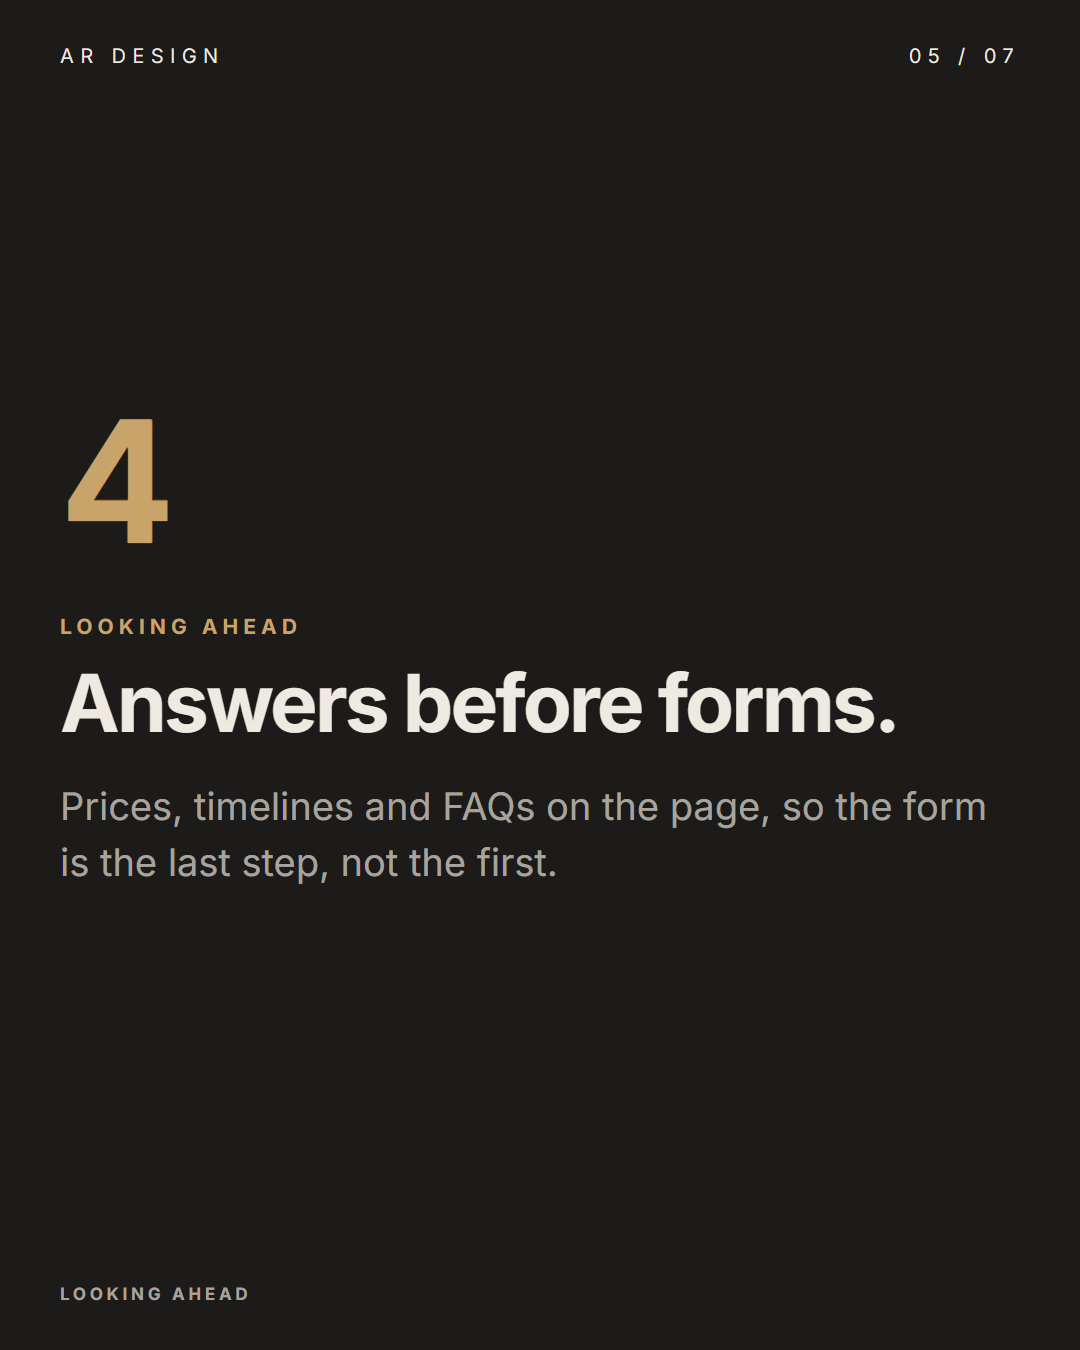 AR DESIGN
05 / 07
4
LOOKING AHEAD
Answers before forms.
Prices, timelines and FAQs on the page, so the form
is the last step, not the first.
LOOKING AHEAD